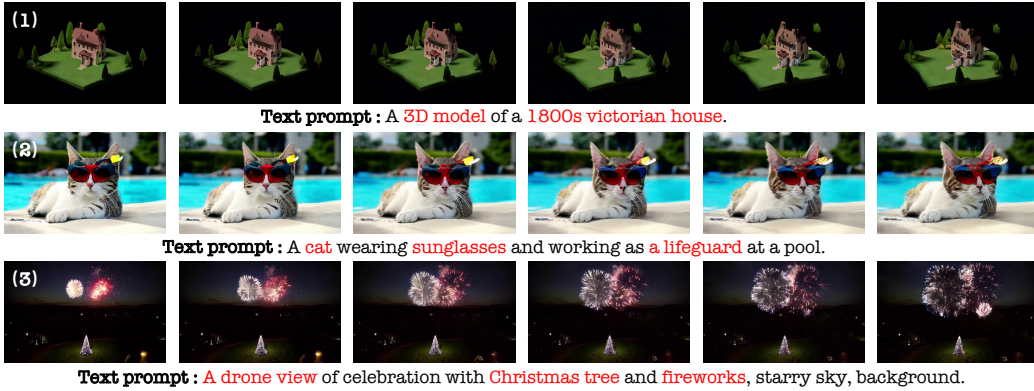 (1)
Text prompt : A 3D model of a 1800s victorian house.
(2)
Text prompt : A cat wearing sunglasses and working as a lifeguard at a pool.
(3)
Text prompt : A drone view of celebration with Christmas tree and fireworks, starry sky, background.